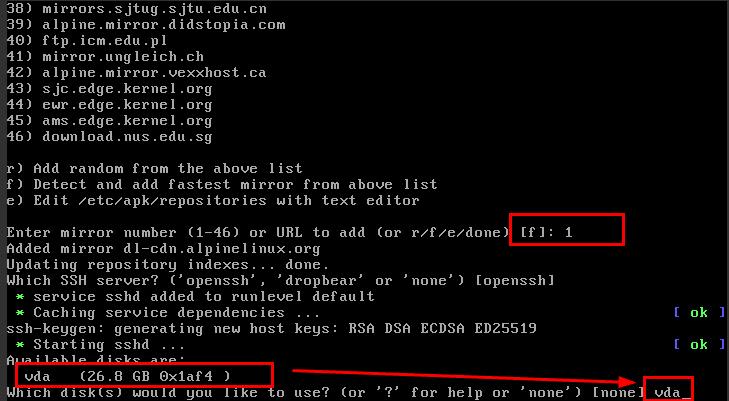 38) mirrors.sjtug.sjtu.edu.cn
39) alpine.mirror.didstopia.com
40) ftp.icm.edu.pl
41) mirror.ungleich.ch
42) alpine.mirror.vexxhost.ca
43) sjc.edge.kernel.org
44) ewr.edge.kernel.org
45) ams.edge.kernel.org
46) download.nus.edu.sg
r) Add random from the above list
f) Detect and add fastest mirror from above list
e) Edit /etc/apk/repositories with text editor
Enter mirror number (1-46) or URL to add (or r/f/e/done) [f]: 1
Added mirror dl-cdn.alpinelinux.org
Updating repository indexes... done.
Which SSH server? ('openssh', 'dropbear' or 'none') [openssh]
* service sshd added to runlevel default
* Caching service dependencies ... [ ok ]
ssh-keygen: generating new host keys: RSA DSA ECDSA ED25519
* Starting sshd ... [ ok ]
Available disks are:
vda (26.8 GB 0x1af4 )
Which disk(s) would you like to use? (or '?' for help or 'none') [none] vda_